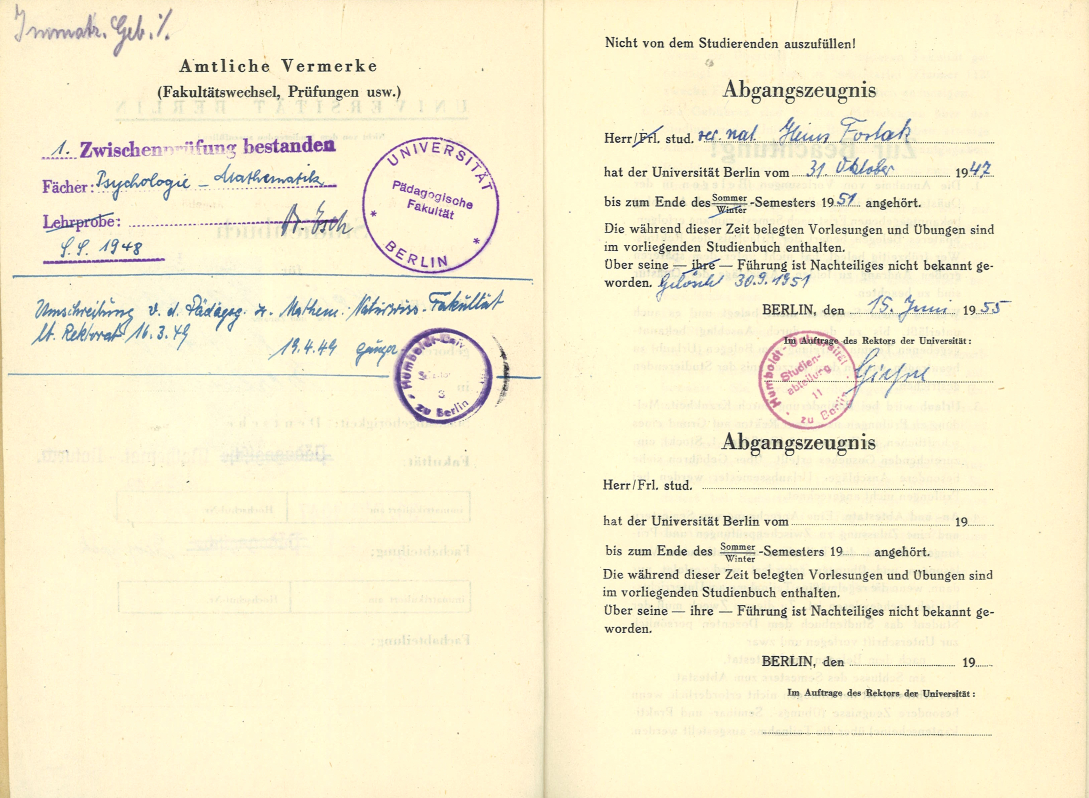 Immatr. Geb. %
Amtliche Vermerke
(Fakultätswechsel, Prüfungen usw.)
1. Zwischenprüfung bestanden
Fächer: Psychologie – Mathematik
Lehrprobe:
S.S. 1948
UNIVERSITÄT
Pädagogische
Fakultät
* BERLIN *
Umschreibung v. d. Pädagog. z. Mathem. Naturwiss. Fakultät
lt. Rektorat 16.3.49
19.4.49
Humboldt-Univ.
zu Berlin
Nicht von dem Studierenden auszufüllen!
Abgangszeugnis
Herr/Frl. stud. rer. nat. Heinz
hat der Universität Berlin vom 31. Oktober 1947
bis zum Ende des Sommer/Winter-Semesters 1951 angehört.
Die während dieser Zeit belegten Vorlesungen und Übungen sind
im vorliegenden Studienbuch enthalten.
Über seine — ihre — Führung ist Nachteiliges nicht bekannt ge-
worden. Gelöscht 30.9.1951
BERLIN, den 15. Juni 1955
Im Auftrage des Rektors der Universität:
Humboldt-Universität
Studien-
abteilung
11
zu Berlin
Abgangszeugnis
Herr/Frl. stud.
hat der Universität Berlin vom 19
bis zum Ende des Sommer/Winter-Semesters 19 angehört.
Die während dieser Zeit belegten Vorlesungen und Übungen sind
im vorliegenden Studienbuch enthalten.
Über seine — ihre — Führung ist Nachteiliges nicht bekannt ge-
worden.
BERLIN, den 19
Im Auftrage des Rektors der Universität: